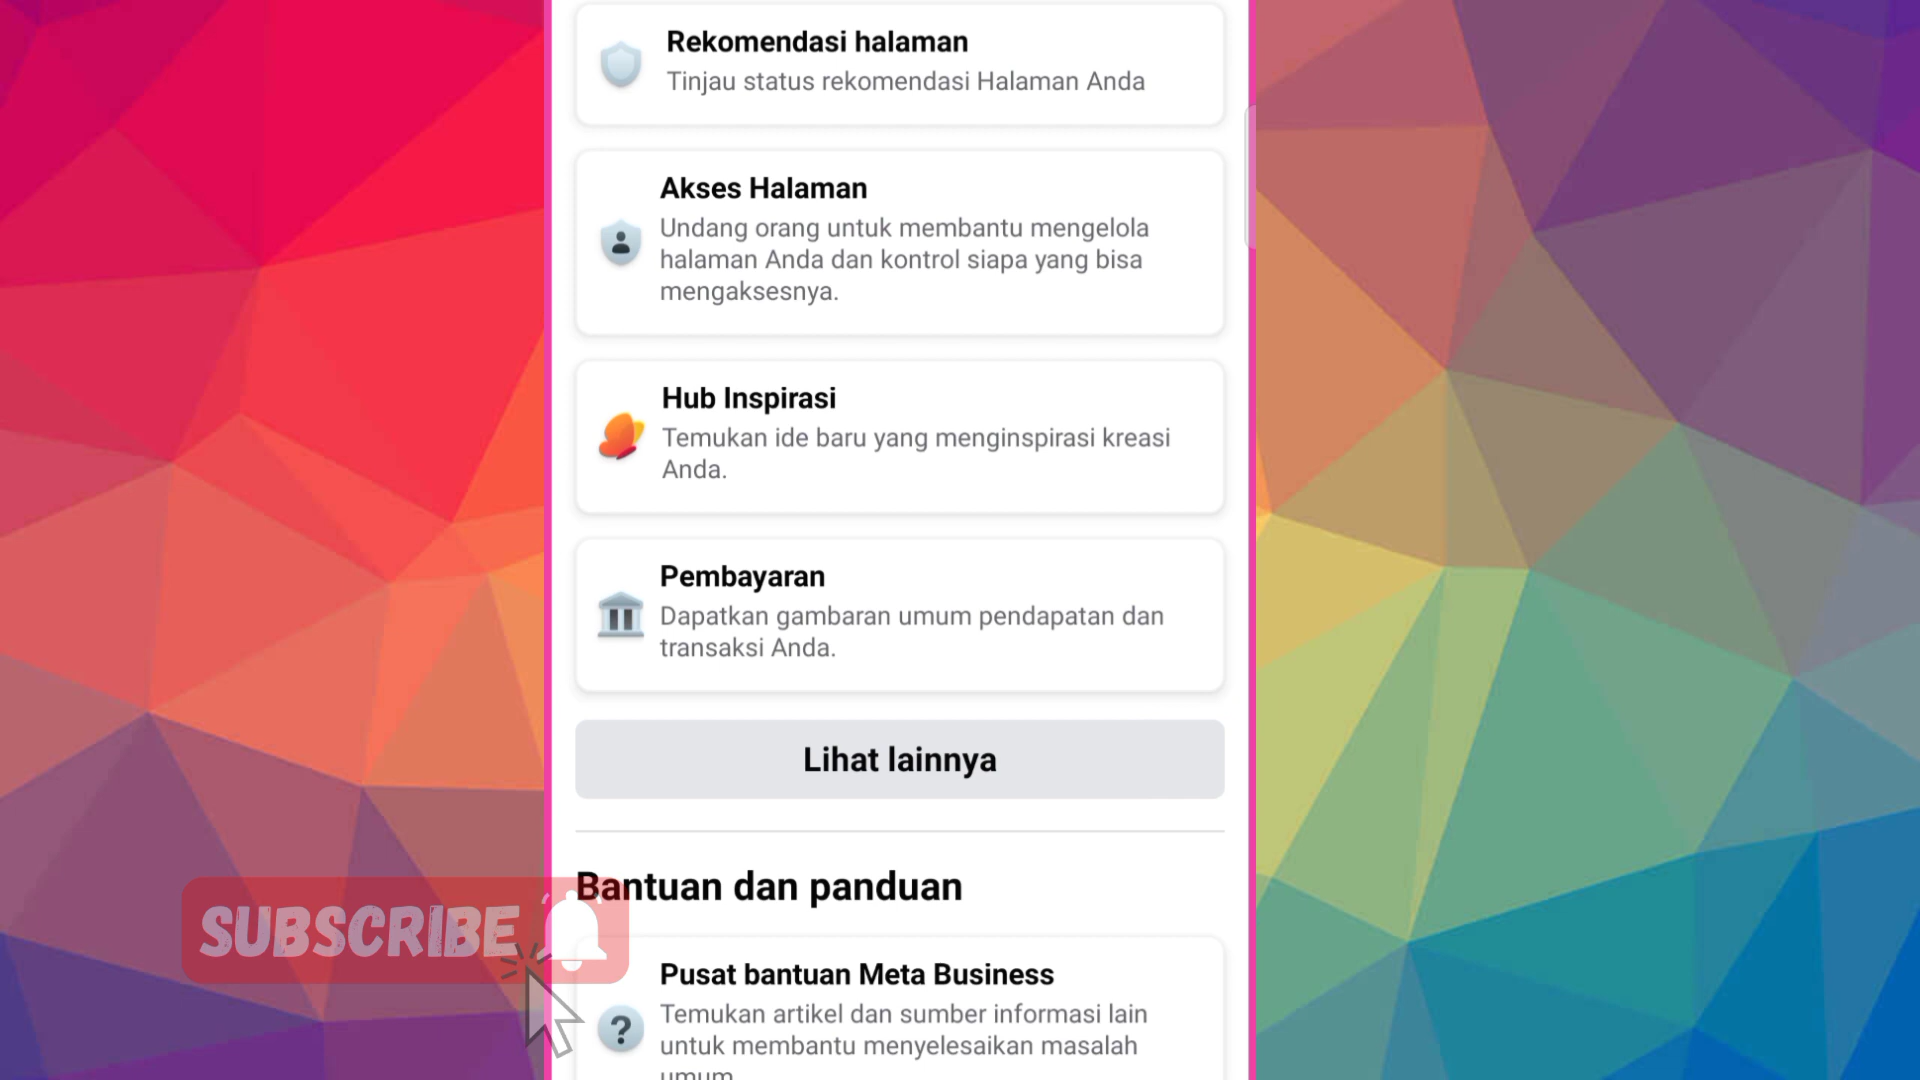 Rekomendasi halaman
Tinjau status rekomendasi Halaman Anda
Akses Halaman
Undang orang untuk membantu mengelola
halaman Anda dan kontrol siapa yang bisa
mengaksesnya.
Hub Inspirasi
Temukan ide baru yang menginspirasi kreasi
Anda.
Pembayaran
Dapatkan gambaran umum pendapatan dan
transaksi Anda.
Lihat lainnya
Bantuan dan panduan
SUBSCRIBE
Pusat bantuan Meta Business
Temukan artikel dan sumber informasi lain
untuk membantu menyelesaikan masalah
umum